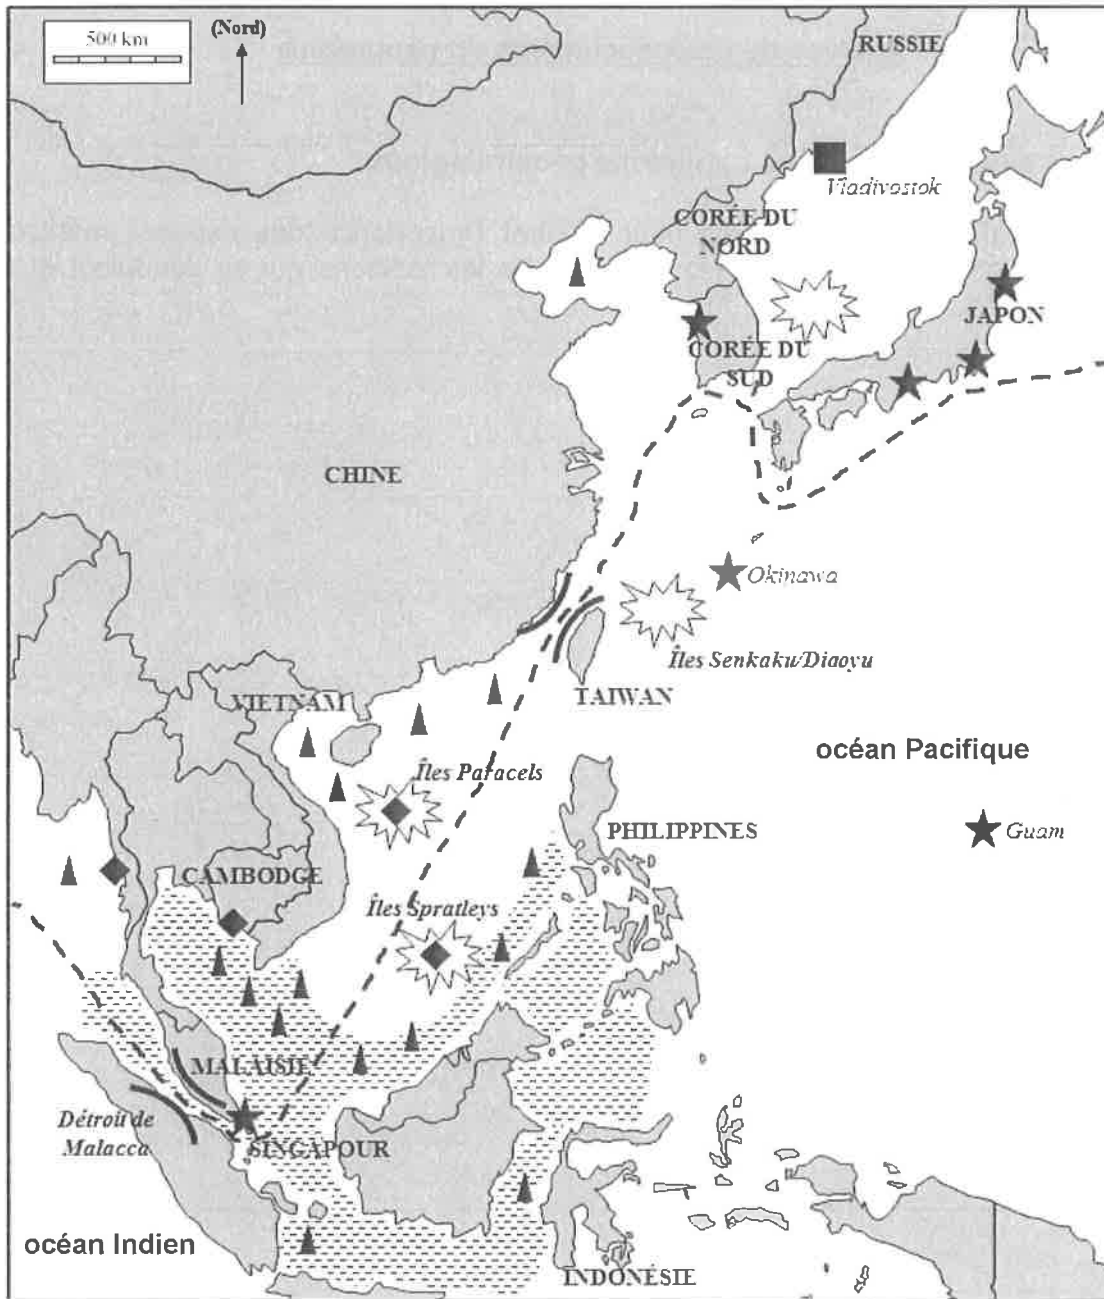 500 km
(Nord)
RUSSIE
Vladivostok
CORÉE DU
NORD
JAPON
CORÉE DU
SUD
CHINE
Okinawa
Îles Senkaku/Diaoyu
TAIWAN
VIETNAM
océan Pacifique
Îles Paracels
PHILIPPINES
Guam
CAMBODGE
Îles Spratleys
MALAISIE
Détroit de
Malacca
SINGAPOUR
océan Indien
INDONÉSIE